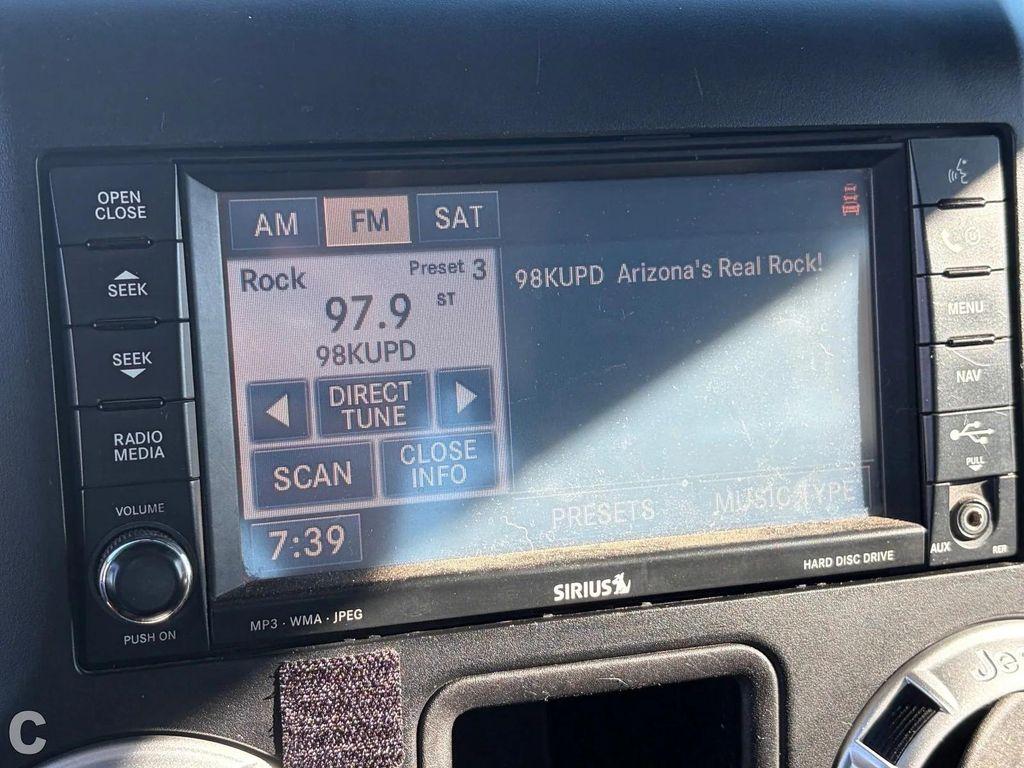 OPEN
CLOSE
SEEK
SEEK
RADIO
MEDIA
VOLUME
PUSH ON
AM
FM
SAT
Rock
Preset 3
97.9
ST
98KUPD
DIRECT
TUNE
SCAN
CLOSE
INFO
7:39
98KUPD Arizona's Real Rock!
PRESETS
MUSIC TYPE
MENU
NAV
PULL
AUX
RER
MP3 · WMA · JPEG
SIRIUS
HARD DISC DRIVE
C